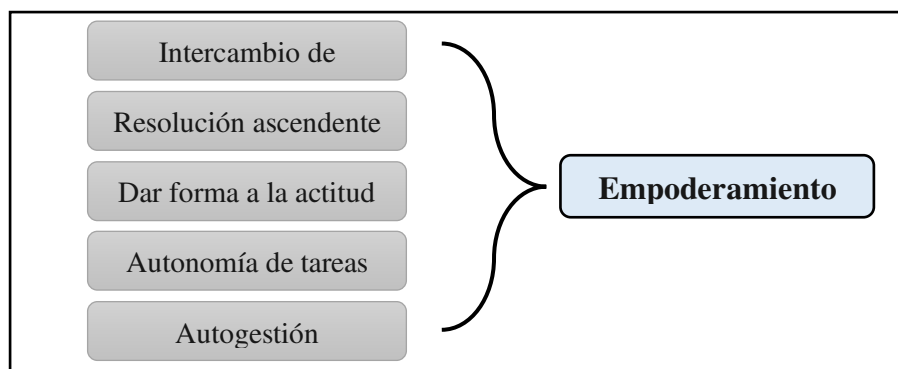 Intercambio de
Resolución ascendente
Dar forma a la actitud
Autonomía de tareas
Autogestión
Empoderamiento